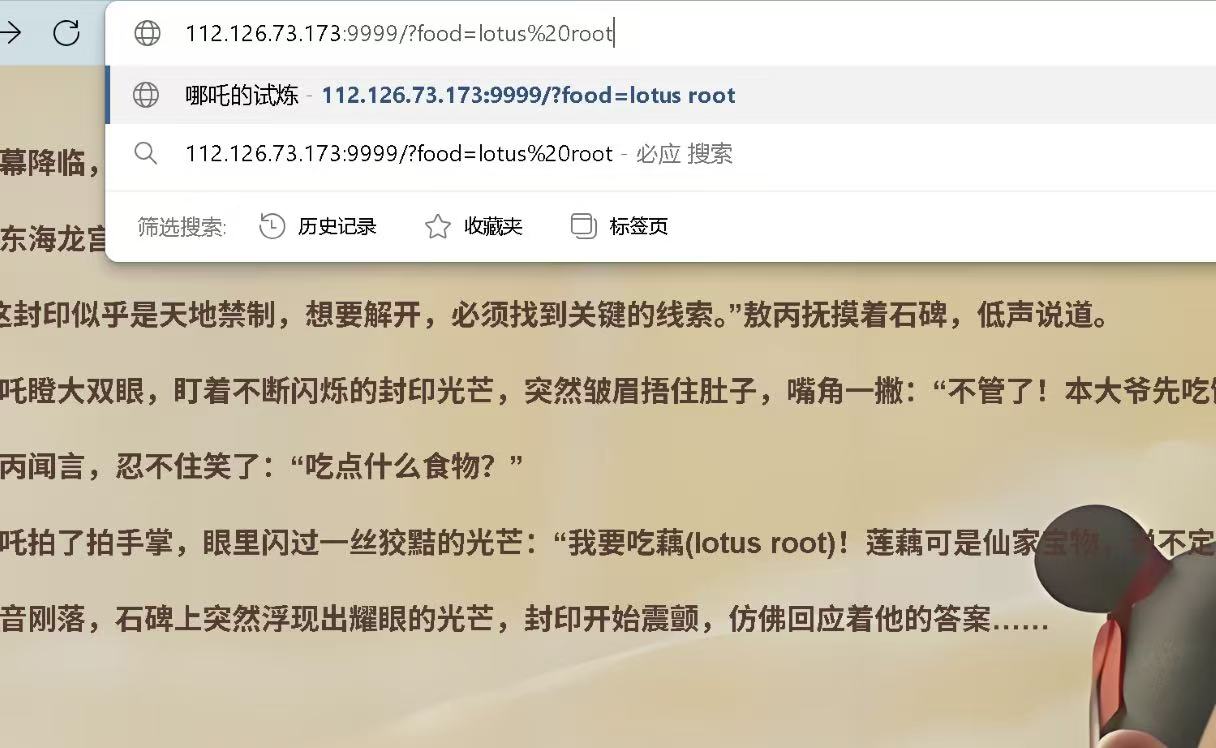 112.126.73.173:9999/?food=lotus%20root
哪吒的试炼 - 112.126.73.173:9999/?food=lotus root
112.126.73.173:9999/?food=lotus%20root - 必应 搜索
筛选搜索: 历史记录 收藏夹 标签页
幕降临，
东海龙宫
这封印似乎是天地禁制，想要解开，必须找到关键的线索。”敖丙抚摸着石碑，低声说道。
吒瞪大双眼，盯着不断闪烁的封印光芒，突然皱眉捂住肚子，嘴角一撇：“不管了！本大爷先吃
丙闻言，忍不住笑了：“吃点什么食物？”
吒拍了拍手掌，眼里闪过一丝狡黠的光芒：“我要吃藕(lotus root)！莲藕可是仙家宝物，说不定
音刚落，石碑上突然浮现出耀眼的光芒，封印开始震颤，仿佛回应着他的答案……